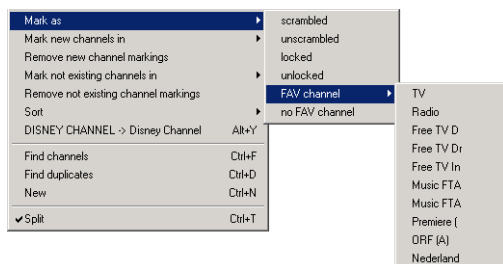 Mark as
Mark new channels in
Remove new channel markings
Mark not existing channels in
Remove not existing channel markings
Sort
DISNEY CHANNEL -> Disney Channel Alt+Y
Find channels Ctrl+F
Find duplicates Ctrl+D
New Ctrl+N
Split Ctrl+T
scrambled
unscrambled
locked
unlocked
FAV channel
no FAV channel
TV
Radio
Free TV D
Free TV Dr
Free TV In
Music FTA
Music FTA
Premiere (
ORF (A)
Nederland